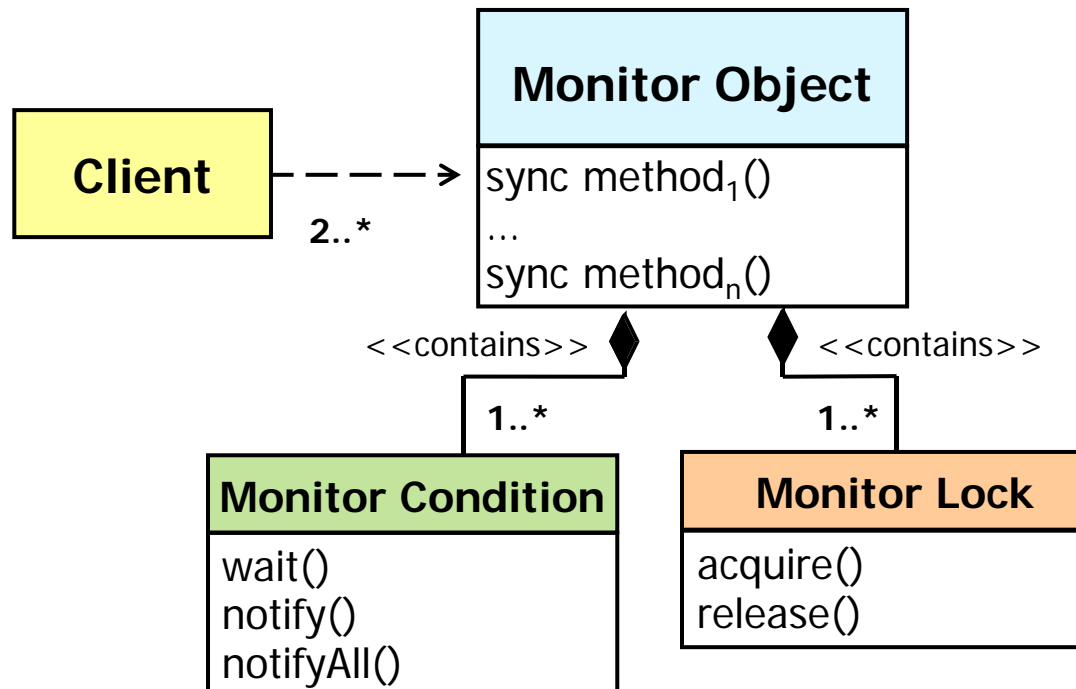 Monitor Object
Client
sync method₁()
2..*
...
sync methodₙ()
<<contains>>
<<contains>>
1..*
1..*
Monitor Condition
Monitor Lock
wait()
notify()
notifyAll()
acquire()
release()